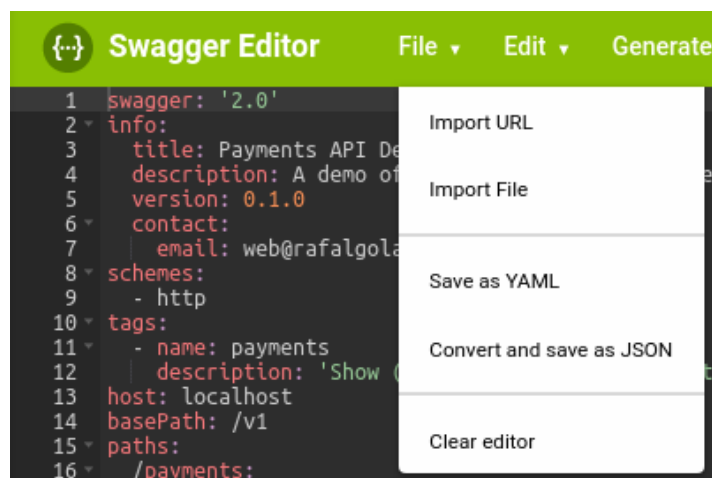 {···} Swagger Editor File ▾ Edit ▾ Generate
1 swagger: '2.0'
2 info:
3 title: Payments API De
4 description: A demo of
5 version: 0.1.0
6 contact:
7 email: web@rafalgola
8 schemes:
9 - http
10 tags:
11 - name: payments
12 description: 'Show (
13 host: localhost
14 basePath: /v1
15 paths:
16 /payments:
Import URL
Import File
Save as YAML
Convert and save as JSON
Clear editor